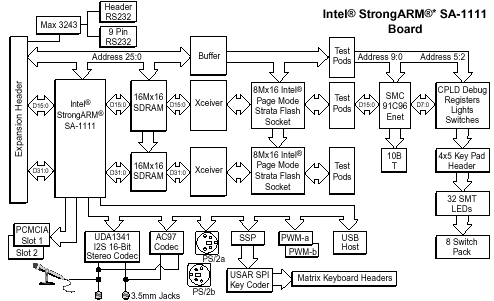 Intel® StrongARM®* SA-1111
Board
Max 3243
Header
RS232
9 Pin
RS232
Expansion Header
Address 25:0
Buffer
Test
Pods
Address 9:0
Address 5:2
D15:0
Intel®
StrongARM®
SA-1111
D15:0
16Mx16
SDRAM
Xceiver
8Mx16 Intel®
Page Mode
Strata Flash
Socket
Test
Pods
D15:0
SMC
91C96
Enet
D7:0
CPLD Debug
Registers
Lights
Switches
D31:0
D31:0
16Mx16
SDRAM
Xceiver
8Mx16 Intel®
Page Mode
Strata Flash
Socket
Test
Pods
10B
T
4x5 Key Pad
Header
32 SMT
LEDs
8 Switch
Pack
PCMCIA
Slot 1
Slot 2
UDA1341
I2S 16-Bit
Stereo Codec
AC97
Codec
PS/2a
PS/2b
SSP
PWM-a
PWM-b
USB
Host
USAR SPI
Key Coder
Matrix Keyboard Headers
3.5mm Jacks